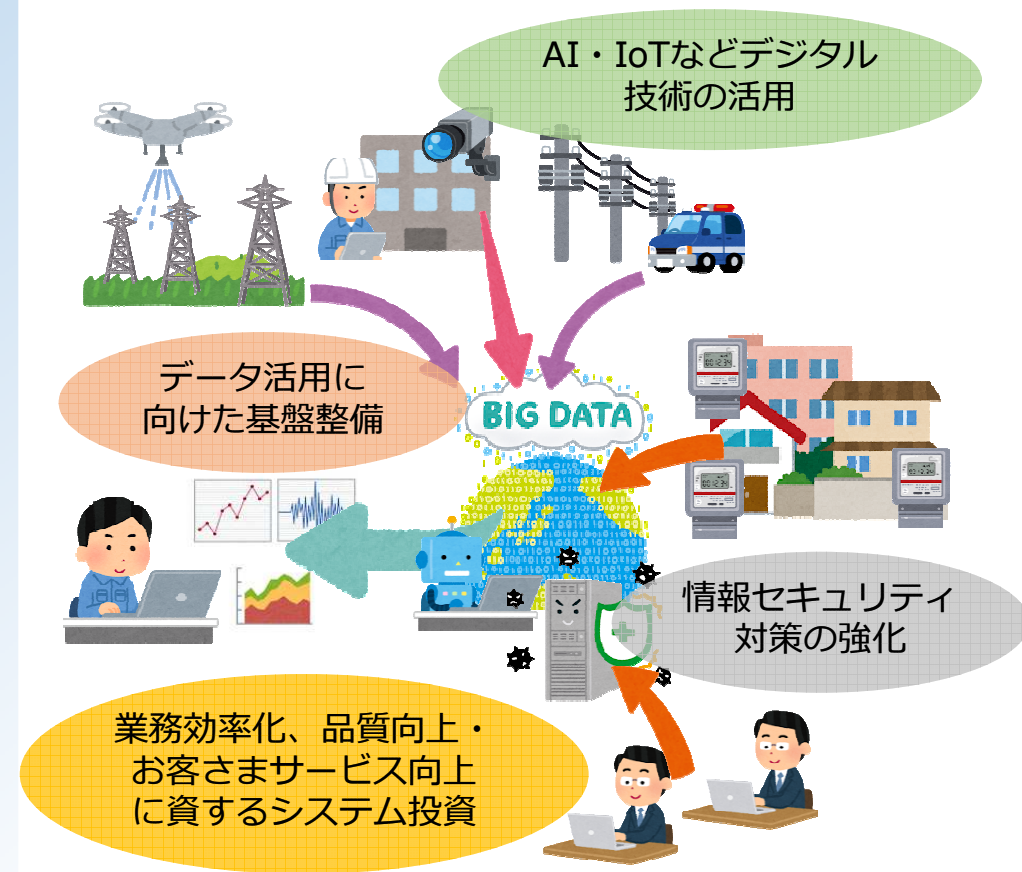 AI・IoTなどデジタル
技術の活用
データ活用に
向けた基盤整備
BIG DATA
情報セキュリティ
対策の強化
業務効率化、品質向上・
お客さまサービス向上
に資するシステム投資